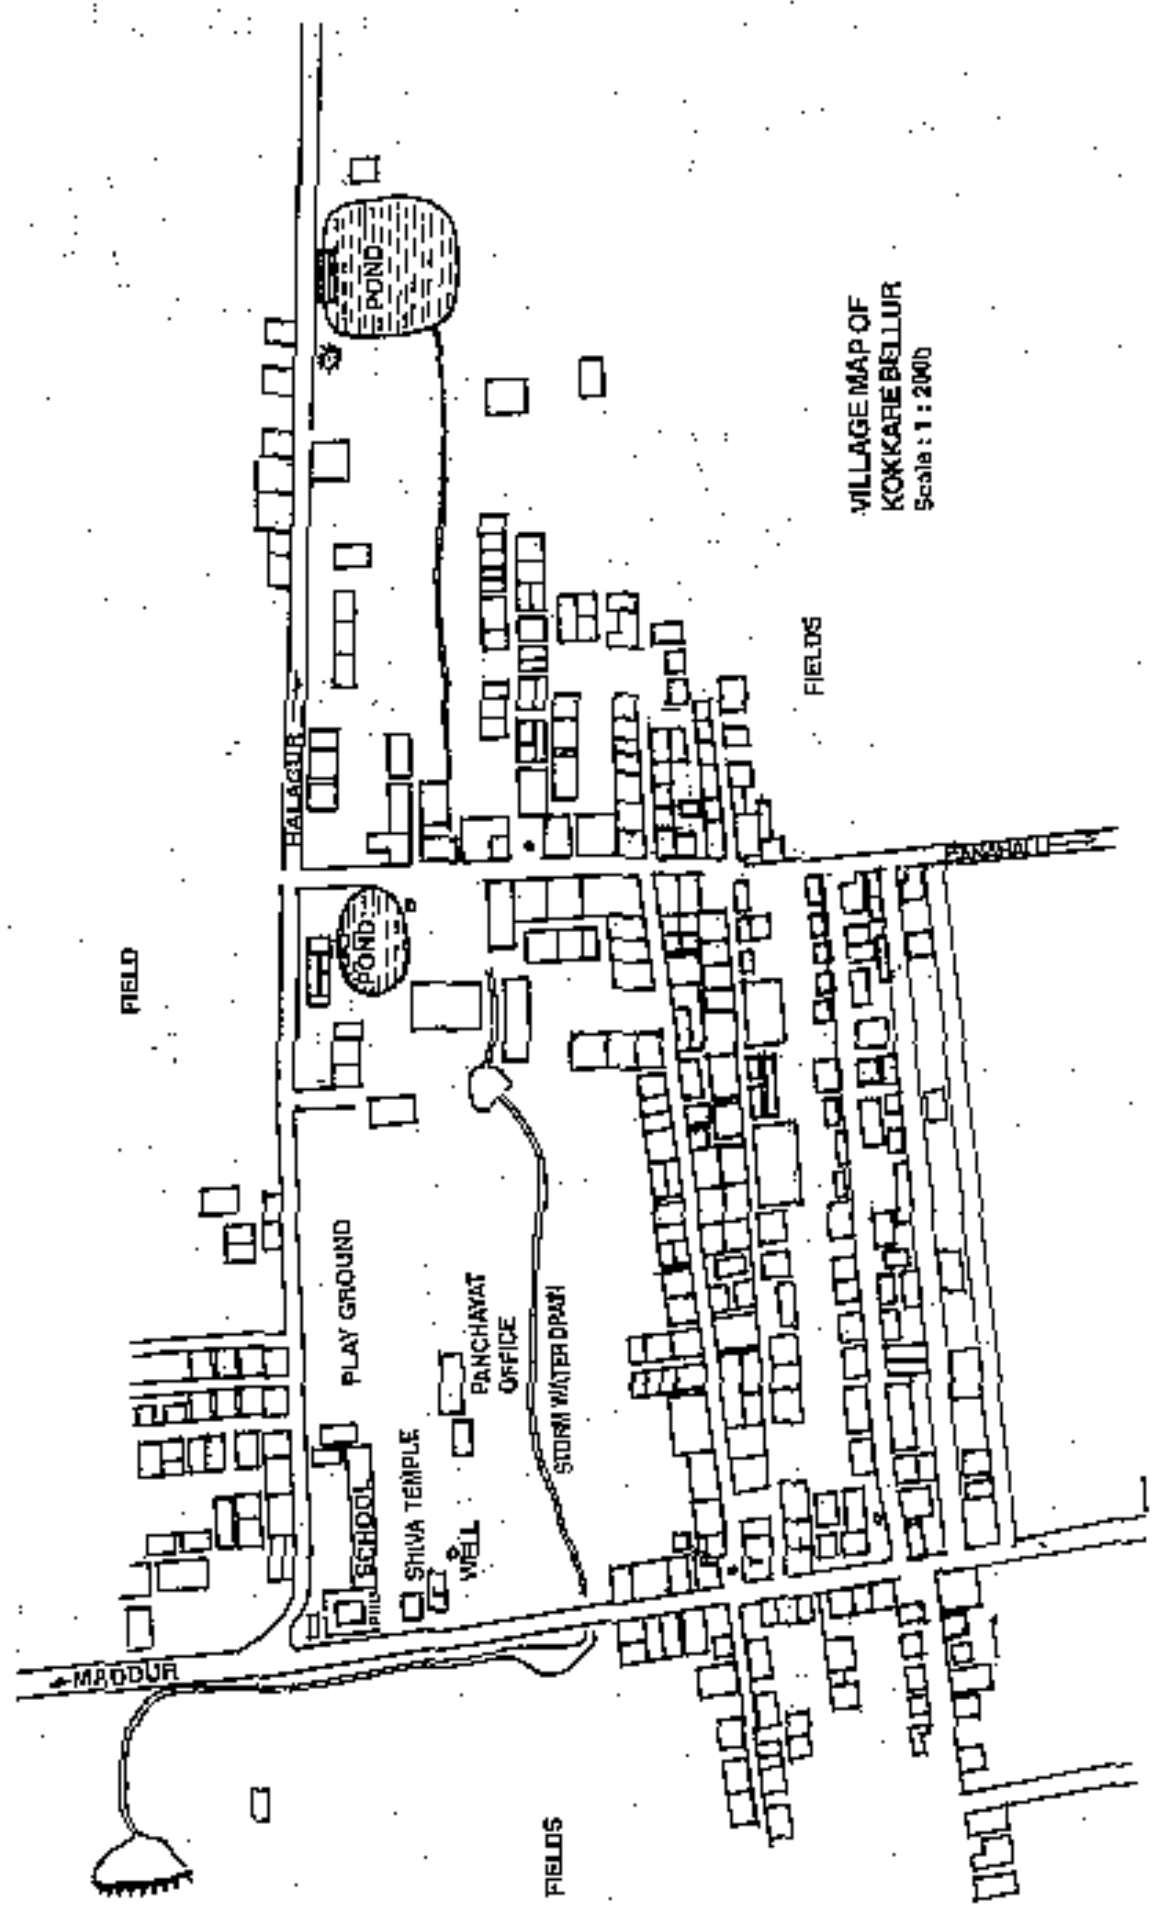 VILLAGE MAP OF
KOKKARE BELLUR
Scale : 1 : 2000
MADDUR
HALAGUR
FIELD
POND
POND
PLAY GROUND
SCHOOL
SHIVA TEMPLE
WELL
PANCHAYAT
OFFICE
STORM WATER DRAIN
FIELDS
FIELDS